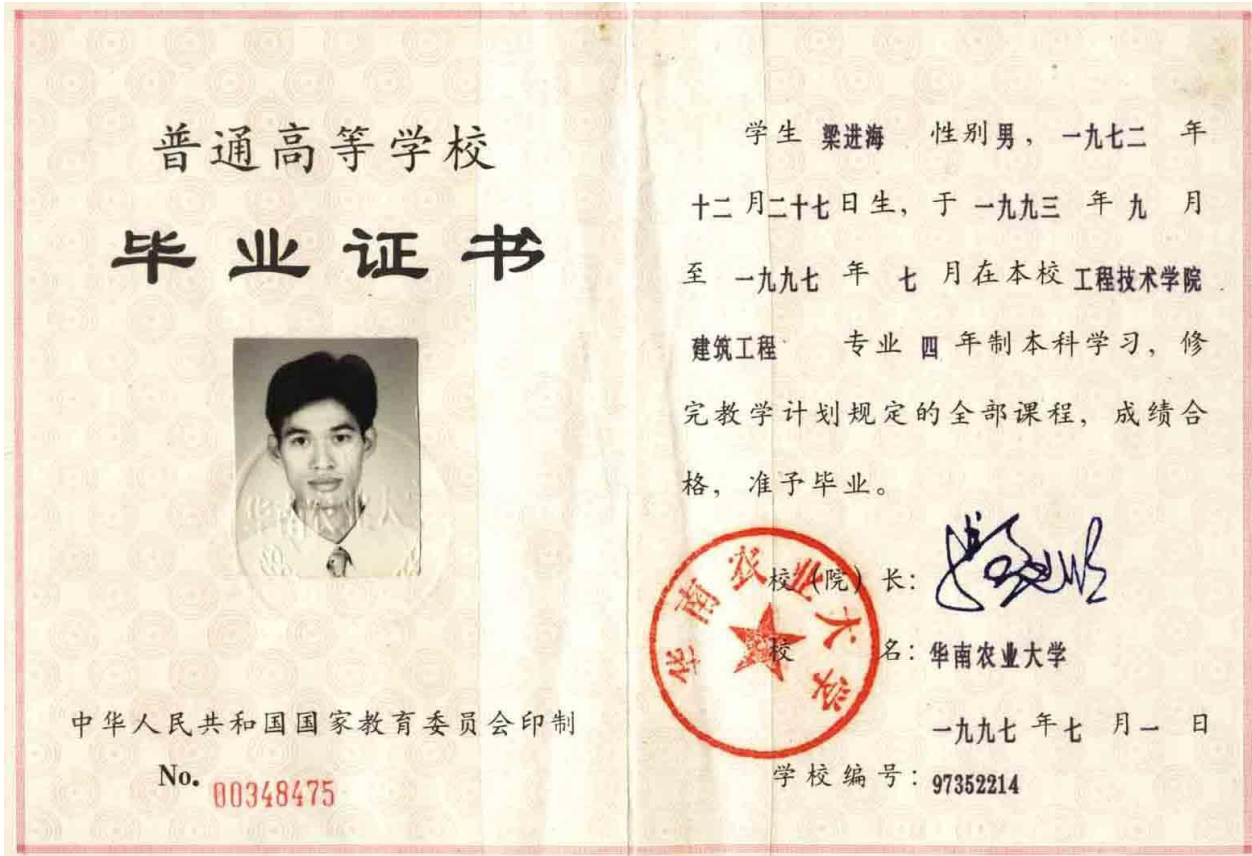 普通高等学校
毕业证书
华南农业大
中华人民共和国国家教育委员会印制
No. 00348475
学生 梁进海 性别男，一九七二 年
十二 月二十七日生，于 一九九三 年 九 月
至 一九九七 年 七 月在本校 工程技术学院
建筑工程 专业 四 年制本科学习，修
完教学计划规定的全部课程，成绩合
格，准予毕业。
华南农业大学
校（院）长：
校 名：华南农业大学
一九九七 年 七 月 一 日
学校编号：97352214